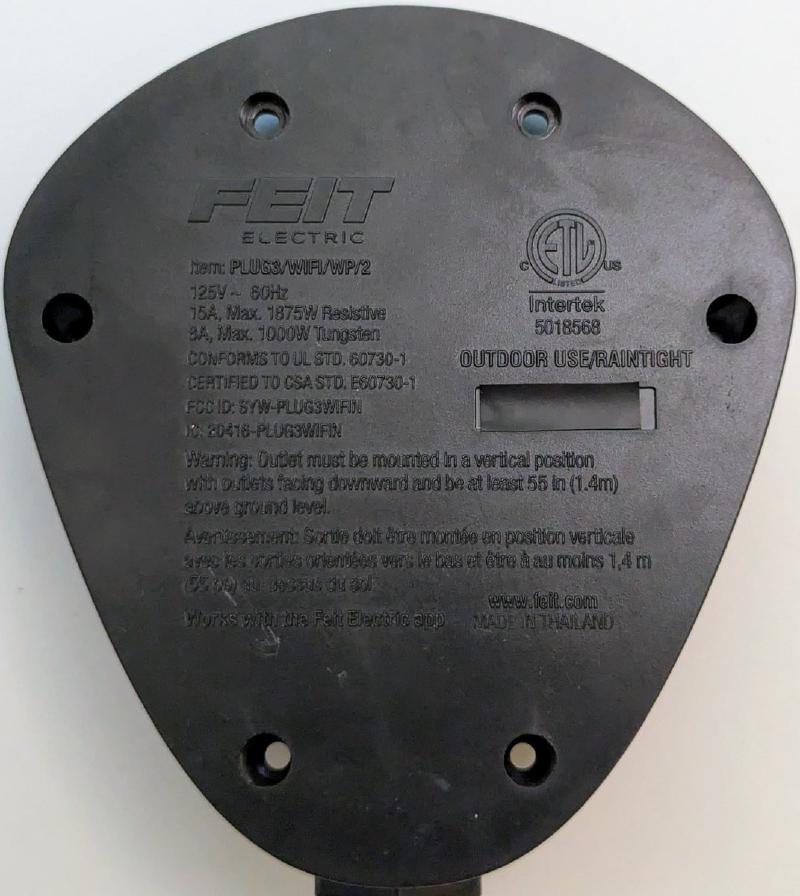 FEIT
ELECTRIC
Item: PLUG3/WIFI/WP/2
125V~ 60Hz
15A, Max. 1875W Resistive
8A, Max. 1000W Tungsten
CONFORMS TO UL STD. 60730-1
CERTIFIED TO CSA STD. E60730-1
FCC ID: SYW-PLUG3WIFIN
IC: 20416-PLUG3WIFIN
C ETL US
LISTED
Intertek
5018568
OUTDOOR USE/RAINTIGHT
Warning: Outlet must be mounted in a vertical position
with outlets facing downward and be at least 55 in (1.4m)
above ground level.
Avertissement: Sortie doit être montée en position verticale
avec les sorties orientées vers le bas et être à au moins 1,4 m
(55 po) au-dessus du sol
Works with the Feit Electric app
www.feit.com
MADE IN THAILAND